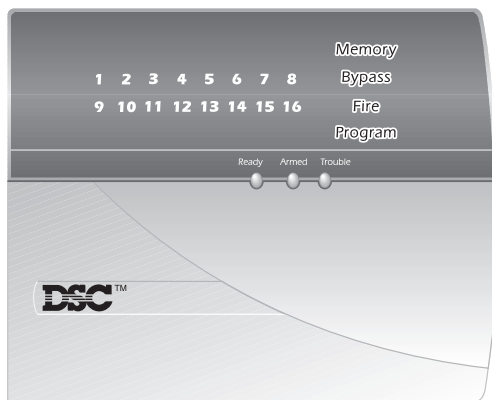 Memory
1 2 3 4 5 6 7 8 Bypass
9 10 11 12 13 14 15 16 Fire
Program
Ready Armed Trouble
DSC™